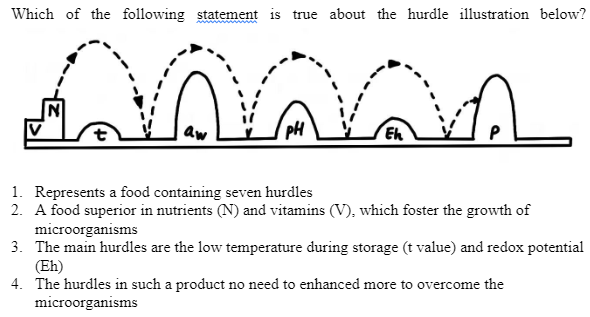 Which of the following statement is true about the hurdle illustration below?
N
V
t
aw
pH
Eh
P
1. Represents a food containing seven hurdles
2. A food superior in nutrients (N) and vitamins (V), which foster the growth of
microorganisms
3. The main hurdles are the low temperature during storage (t value) and redox potential
(Eh)
4. The hurdles in such a product no need to enhanced more to overcome the
microorganisms